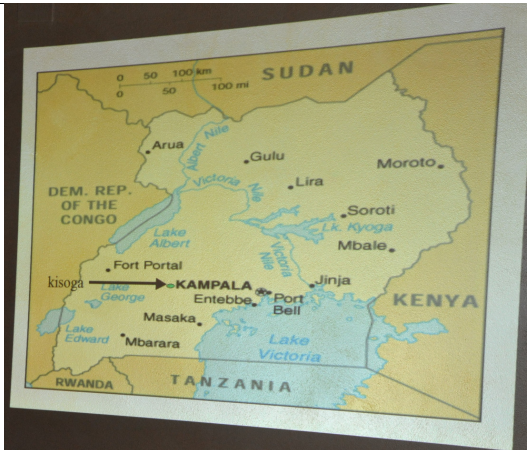 0 50 100 km
0 50 100 mi
SUDAN
Arua
Albert Nile
Gulu
Moroto
Victoria Nile
Lira
DEM. REP.
OF THE
CONGO
Soroti
Lk. Kyoga
Lake
Albert
Mbale
Victoria
Nile
Fort Portal
kisoga
KAMPALA
Jinja
Lake
George
Entebbe
Port
Bell
KENYA
Masaka
Lake
Edward
Mbarara
Lake
Victoria
RWANDA
TANZANIA